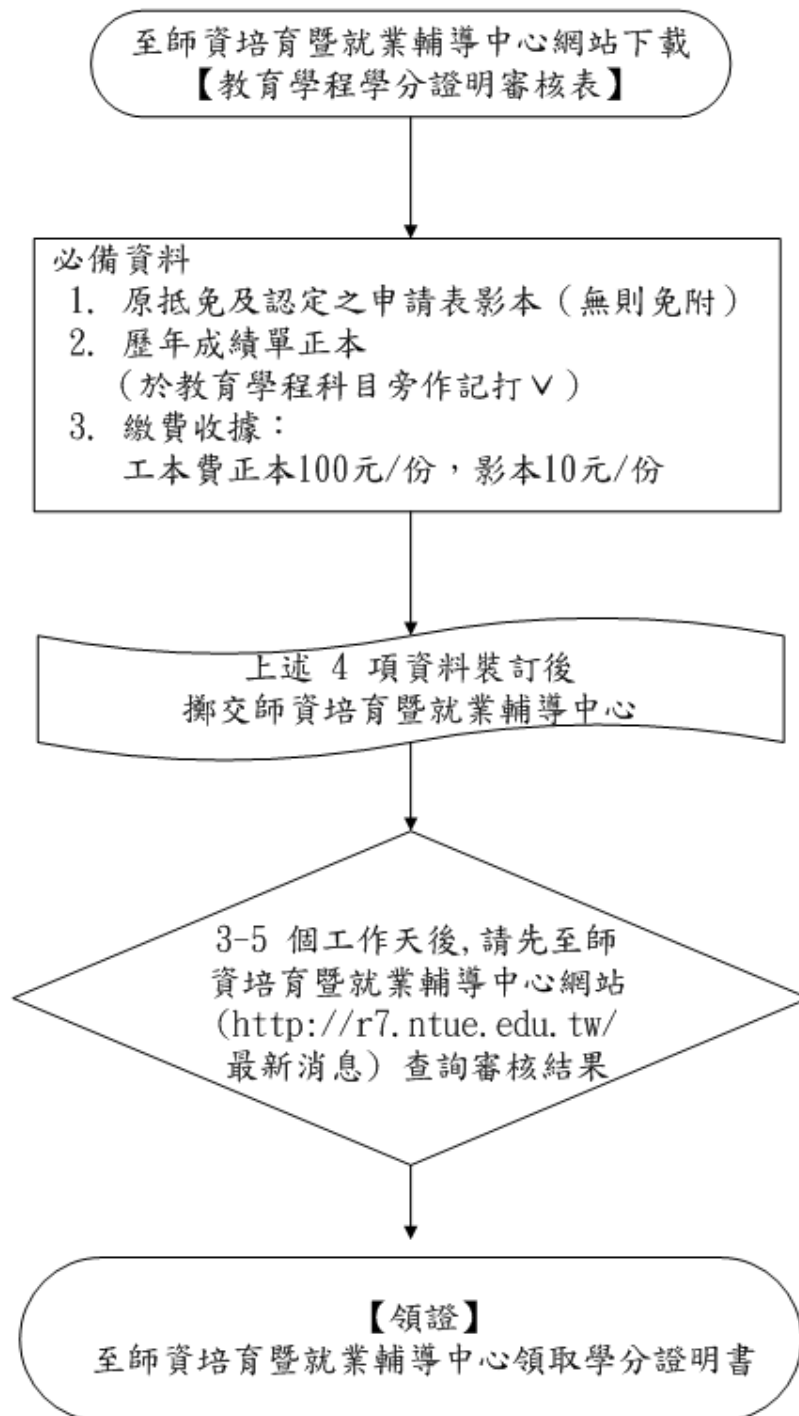 至師資培育暨就業輔導中心網站下載
【教育學程學分證明審核表】
必備資料
1. 原抵免及認定之申請表影本（無則免附）
2. 歷年成績單正本
（於教育學程科目旁作記打∨）
3. 繳費收據：
工本費正本100元/份，影本10元/份
上述 4 項資料裝訂後
擲交師資培育暨就業輔導中心
3-5 個工作天後,請先至師
資培育暨就業輔導中心網站
(http://r7.ntue.edu.tw/
最新消息) 查詢審核結果
【領證】
至師資培育暨就業輔導中心領取學分證明書